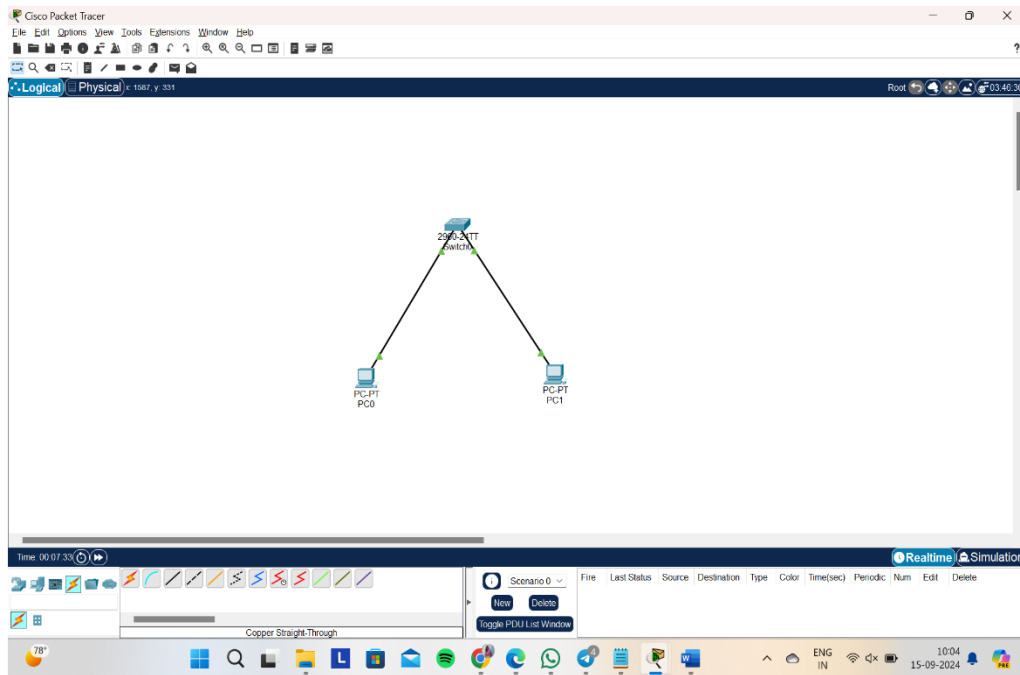 Cisco Packet Tracer
File Edit Options View Tools Extensions Window Help
?
Logical Physical x: 1587, y: 331 Root 03:46:30
2960-24TT
Switch0
PC-PT
PC0
PC-PT
PC1
Time: 00:07:33 Realtime Simulation
Scenario 0 Fire Last Status Source Destination Type Color Time(sec) Periodic Num Edit Delete
New Delete
Toggle PDU List Window
Copper Straight-Through
78°
L
4
W
ENG
IN
10:04
15-09-2024
PRE